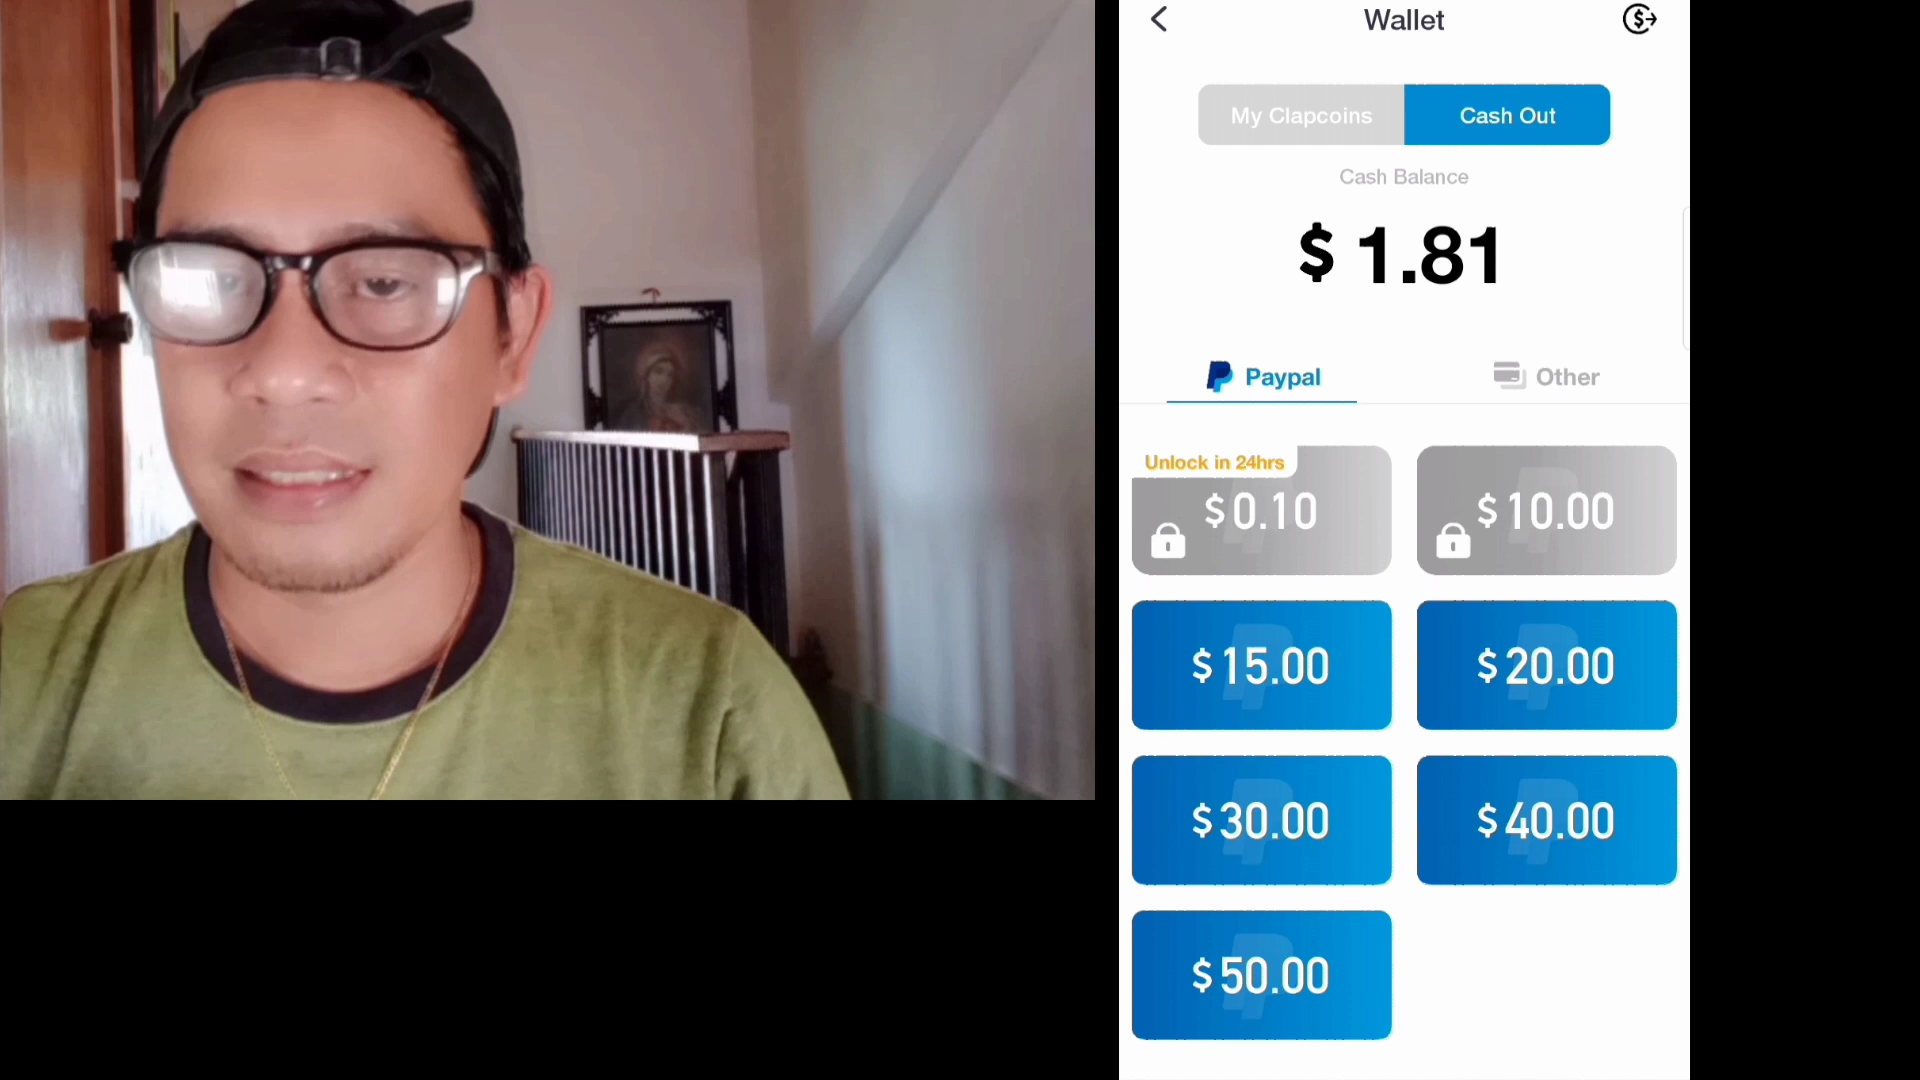 Wallet
My Clapcoins
Cash Out
Cash Balance
$ 1.81
Paypal
Other
Unlock in 24hrs
$ 0.10
$ 10.00
$ 15.00
$ 20.00
$ 30.00
$ 40.00
$ 50.00